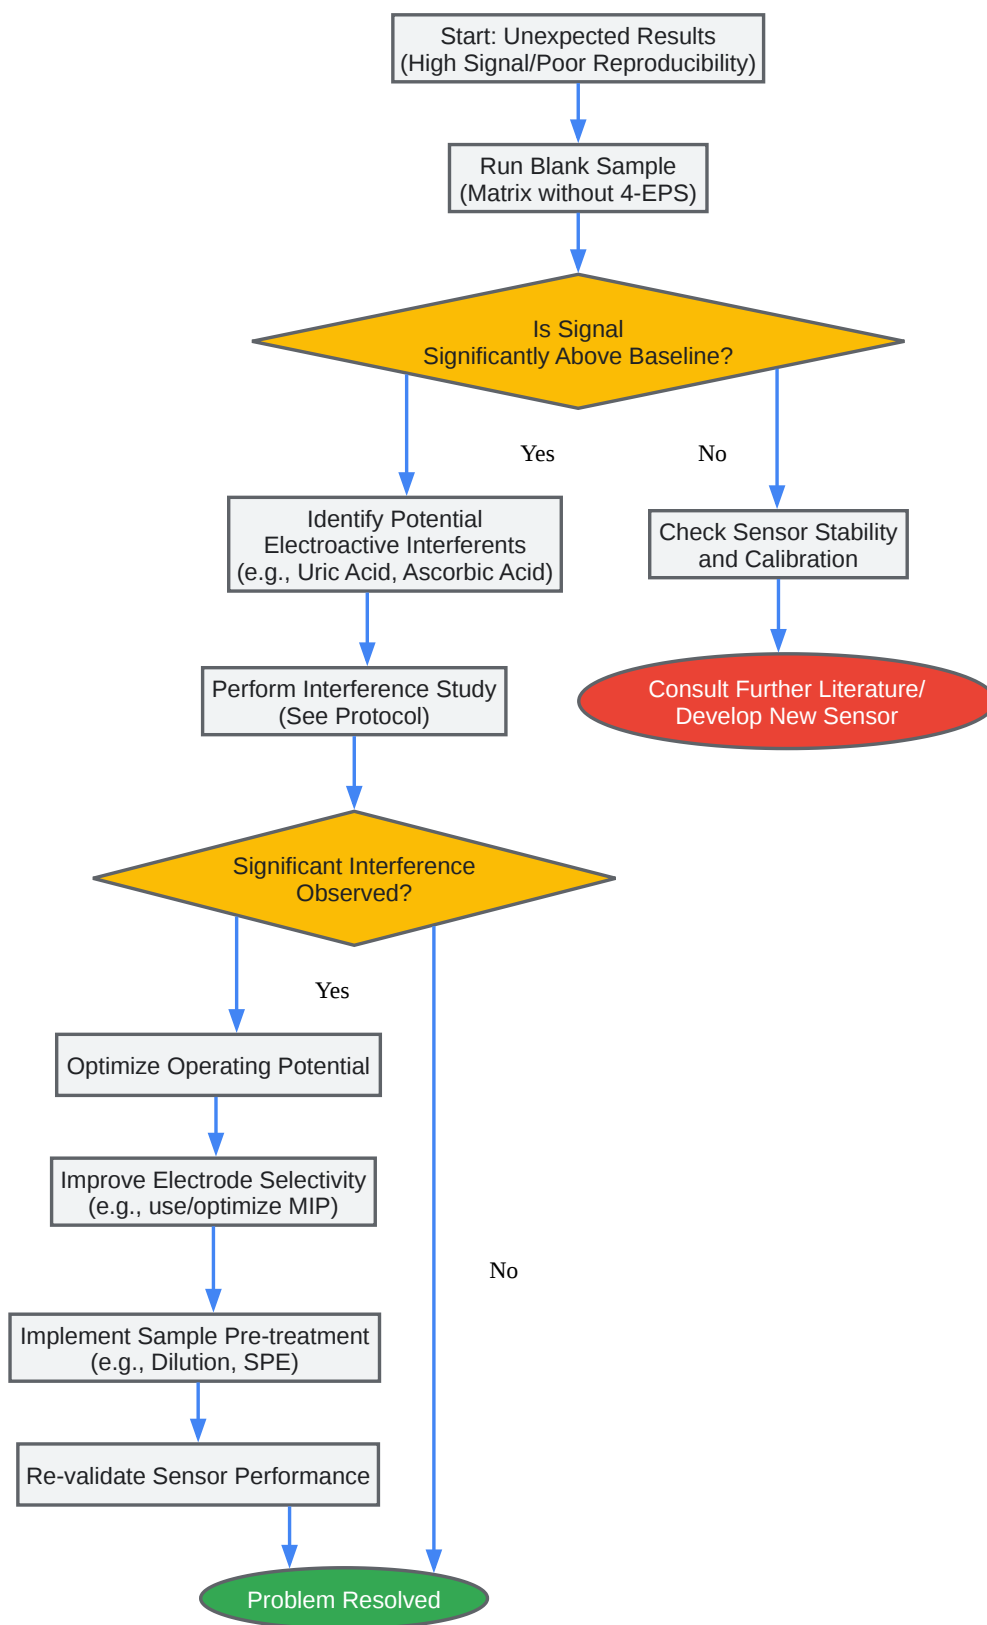 Start: Unexpected Results
(High Signal/Poor Reproducibility)
Run Blank Sample
(Matrix without 4-EPS)
Is Signal
Significantly Above Baseline?
Yes
No
Identify Potential
Electroactive Interferents
(e.g., Uric Acid, Ascorbic Acid)
Check Sensor Stability
and Calibration
Perform Interference Study
(See Protocol)
Consult Further Literature/
Develop New Sensor
Significant Interference
Observed?
Yes
Optimize Operating Potential
Improve Electrode Selectivity
(e.g., use/optimize MIP)
No
Implement Sample Pre-treatment
(e.g., Dilution, SPE)
Re-validate Sensor Performance
Problem Resolved